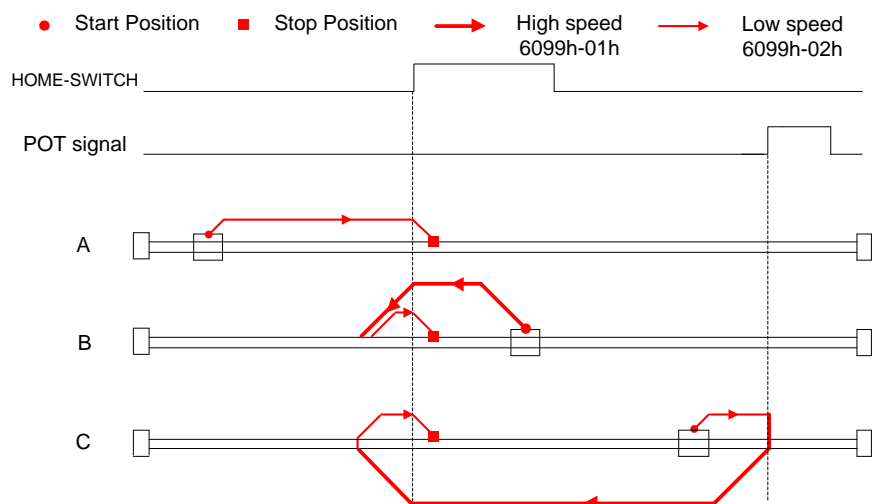 Start Position
Stop Position
High speed
6099h-01h
Low speed
6099h-02h
HOME-SWITCH
POT signal
A
B
C